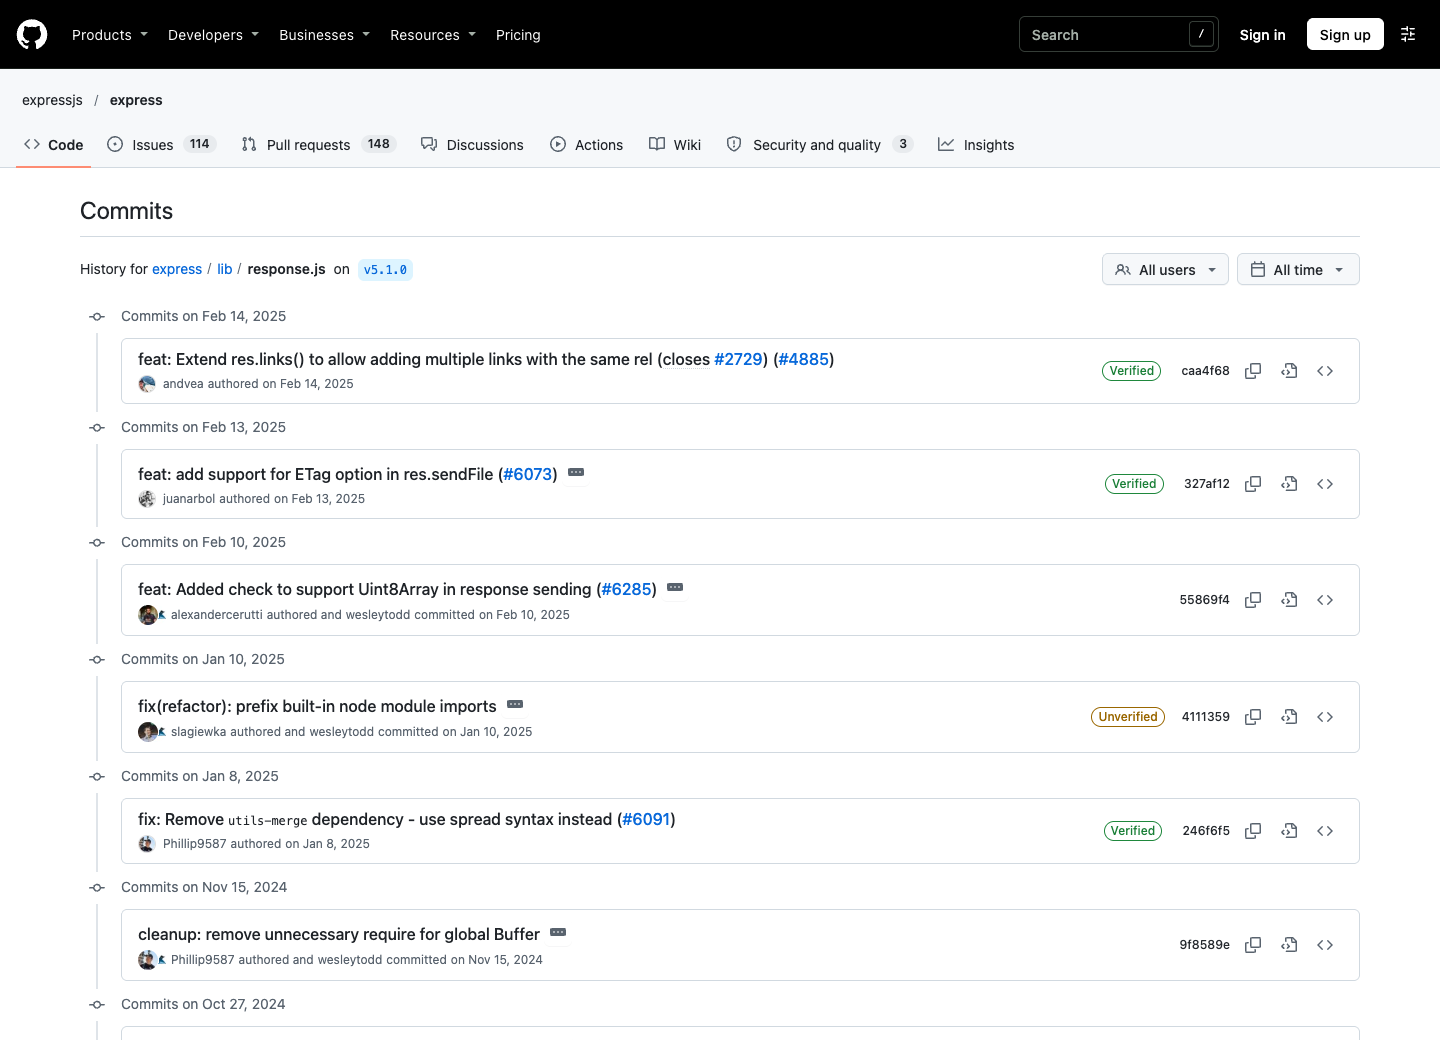 Products Developers Businesses Resources Pricing Search / Sign in Sign up
expressjs / express
Code Issues 114 Pull requests 148 Discussions Actions Wiki Security and quality 3 Insights
Commits
History for express / lib / response.js on v5.1.0 All users All time
Commits on Feb 14, 2025
feat: Extend res.links() to allow adding multiple links with the same rel (closes #2729) (#4885)
andvea authored on Feb 14, 2025
Verified caa4f68
Commits on Feb 13, 2025
feat: add support for ETag option in res.sendFile (#6073)
juanarbol authored on Feb 13, 2025
Verified 327af12
Commits on Feb 10, 2025
feat: Added check to support Uint8Array in response sending (#6285)
alexandercerutti authored and wesleytodd committed on Feb 10, 2025
55869f4
Commits on Jan 10, 2025
fix(refactor): prefix built-in node module imports
slagiewka authored and wesleytodd committed on Jan 10, 2025
Unverified 4111359
Commits on Jan 8, 2025
fix: Remove utils-merge dependency - use spread syntax instead (#6091)
Phillip9587 authored on Jan 8, 2025
Verified 246f6f5
Commits on Nov 15, 2024
cleanup: remove unnecessary require for global Buffer
Phillip9587 authored and wesleytodd committed on Nov 15, 2024
9f8589e
Commits on Oct 27, 2024